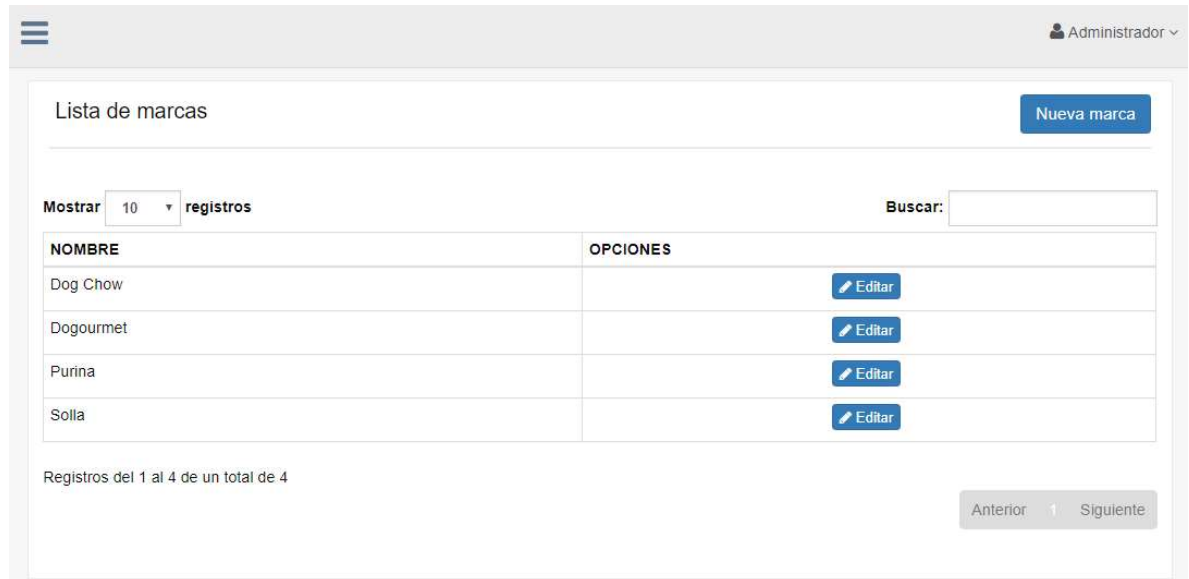 Administrador
Lista de marcas Nueva marca
Mostrar 10 registros Buscar:
NOMBRE OPCIONES
Dog Chow Editar
Dogourmet Editar
Purina Editar
Solla Editar
Registros del 1 al 4 de un total de 4
Anterior 1 Siguiente